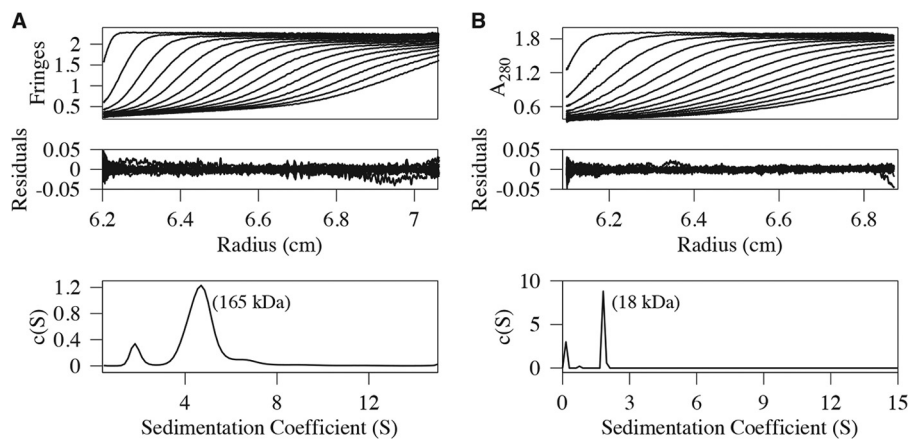 A
B
Fringes
2
1.5
1
0.5
A280
1.8
1.2
0.6
Residuals
0.05
0
-0.05
Residuals
0.05
0
-0.05
6.2 6.4 6.6 6.8 7
Radius (cm)
6.2 6.4 6.6 6.8
Radius (cm)
c(S)
1.2
0.8
0.4
0
(165 kDa)
4 8 12
Sedimentation Coefficient (S)
c(S)
10
5
0
(18 kDa)
0 3 6 9 12 15
Sedimentation Coefficient (S)